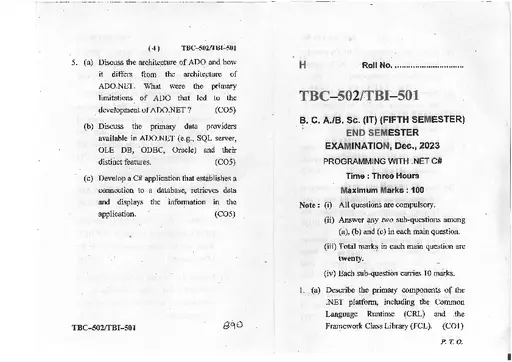 ( 4 ) TBC-502/TBI-501
5. (a) Discuss the architecture of ADO and how
it differs from the architecture of
ADO.NET. What were the primary
limitations of ADO that led to the
development of ADO.NET ? (CO5)
(b) Discuss the primary data providers
available in ADO.NET (e.g., SQL server,
OLE DB, ODBC, Oracle) and their
distinct features. (CO5)
(c) Develop a C# application that establishes a
connection to a database, retrieves data
and displays the information in the
application. (CO5)
TBC-502/TBI-501 890
H Roll No. ..............................
TBC-502/TBI-501
B. C. A./B. Sc. (IT) (FIFTH SEMESTER)
END SEMESTER
EXAMINATION, Dec., 2023
PROGRAMMING WITH .NET C#
Time : Three Hours
Maximum Marks : 100
Note : (i) All questions are compulsory.
(ii) Answer any two sub-questions among
(a), (b) and (c) in each main question.
(iii) Total marks in each main question are
twenty.
(iv) Each sub-question carries 10 marks.
1. (a) Describe the primary components of the
.NET platform, including the Common
Language Runtime (CRL) and the
Framework Class Library (FCL). (CO1)
P. T. O.